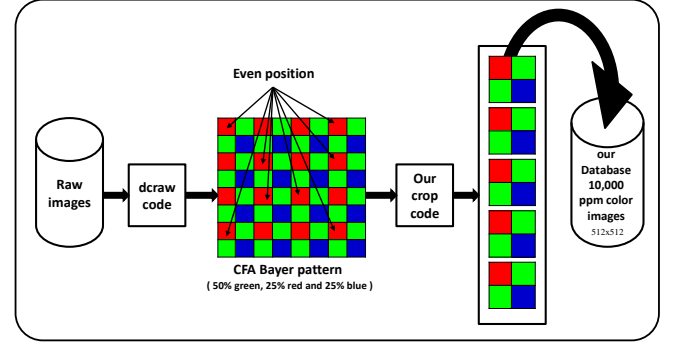 Even position
Raw
images
dcraw
code
CFA Bayer pattern
( 50% green, 25% red and 25% blue )
Our
crop
code
our
Database
10,000
ppm color
images
512x512